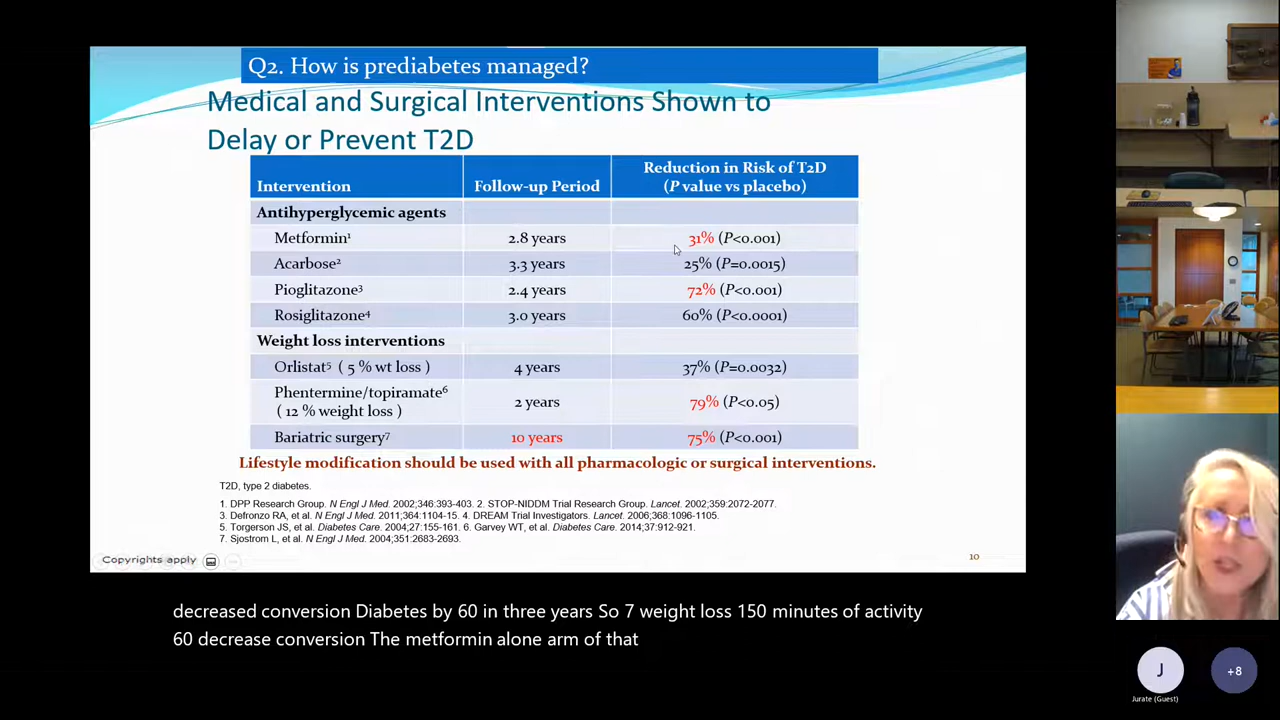 Q2. How is prediabetes managed?
Medical and Surgical Interventions Shown to
Delay or Prevent T2D
Intervention
Follow-up Period
Reduction in Risk of T2D
(P value vs placebo)
Antihyperglycemic agents
Metformin¹ 2.8 years 31% (P<0.001)
Acarbose² 3.3 years 25% (P=0.0015)
Pioglitazone³ 2.4 years 72% (P<0.001)
Rosiglitazone⁴ 3.0 years 60% (P<0.0001)
Weight loss interventions
Orlistat⁵ ( 5 % wt loss ) 4 years 37% (P=0.0032)
Phentermine/topiramate⁶
( 12 % weight loss )
2 years 79% (P<0.05)
Bariatric surgery⁷ 10 years 75% (P<0.001)
Lifestyle modification should be used with all pharmacologic or surgical interventions.
T2D, type 2 diabetes.
1. DPP Research Group. N Engl J Med. 2002;346:393-403. 2. STOP-NIDDM Trial Research Group. Lancet. 2002;359:2072-2077.
3. Defronzo RA, et al. N Engl J Med. 2011;364:1104-15. 4. DREAM Trial Investigators. Lancet. 2006;368:1096-1105.
5. Torgerson JS, et al. Diabetes Care. 2004;27:155-161. 6. Garvey WT, et al. Diabetes Care. 2014;37:912-921.
7. Sjostrom L, et al. N Engl J Med. 2004;351:2683-2693.
Copyrights apply
10
decreased conversion Diabetes by 60 in three years So 7 weight loss 150 minutes of activity
60 decrease conversion The metformin alone arm of that
J
+8
Jurate (Guest)